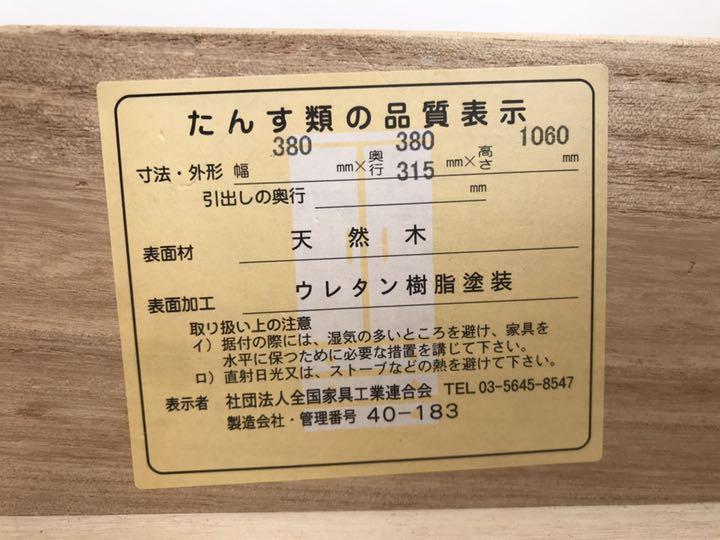 たんす類の品質表示
寸法・外形 幅 380 mm×奥行 380 mm×高さ 1060 mm
引出しの奥行 315 mm
表面材 天然木
表面加工 ウレタン樹脂塗装
取り扱い上の注意
イ）据付の際には、湿気の多いところを避け、家具を
水平に保つために必要な措置を講じて下さい。
ロ）直射日光又は、ストーブなどの熱を避けて下さい。
表示者 社団法人全国家具工業連合会 TEL 03-5645-8547
製造会社・管理番号 40-183